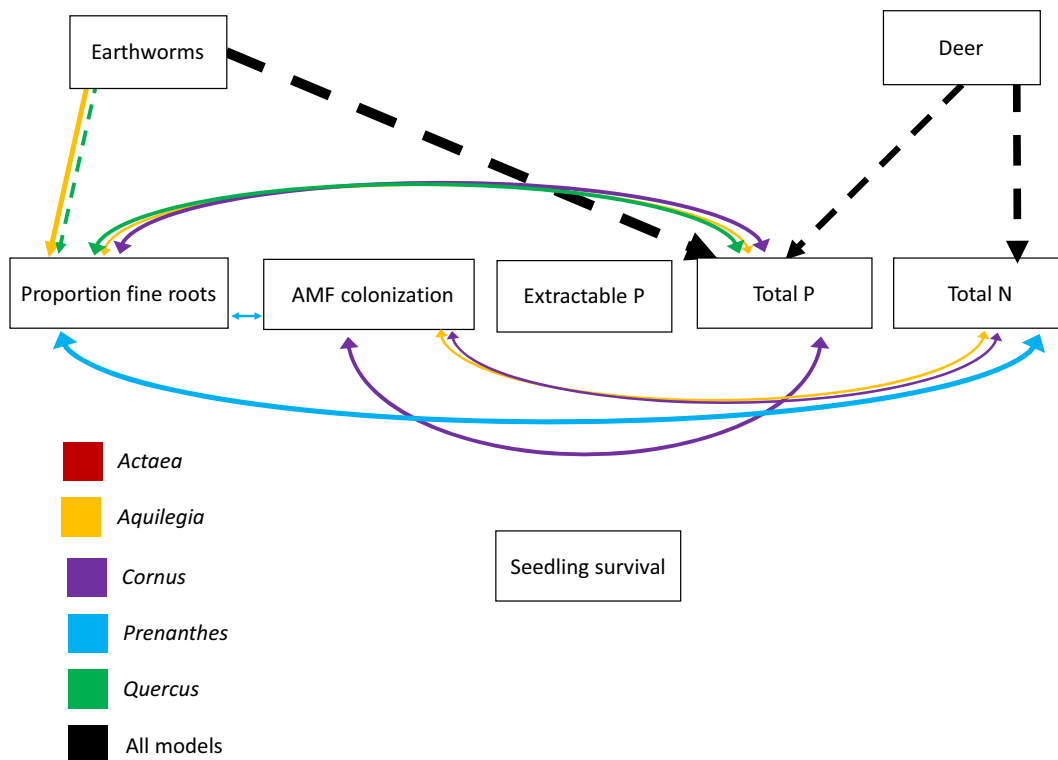 Earthworms
Deer
Proportion fine roots
AMF colonization
Extractable P
Total P
Total N
Actaea
Aquilegia
Cornus
Prenanthes
Quercus
All models
Seedling survival